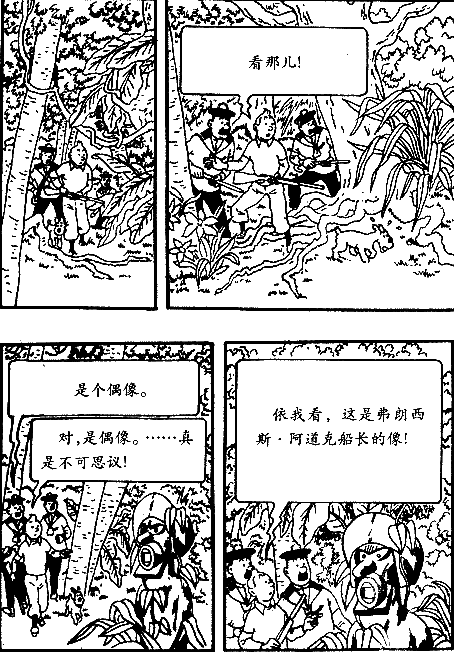 看那儿!
是个偶像。
对,是偶像。……真
是不可思议!
依我看，这是弗朗西
斯·阿道克船长的像!